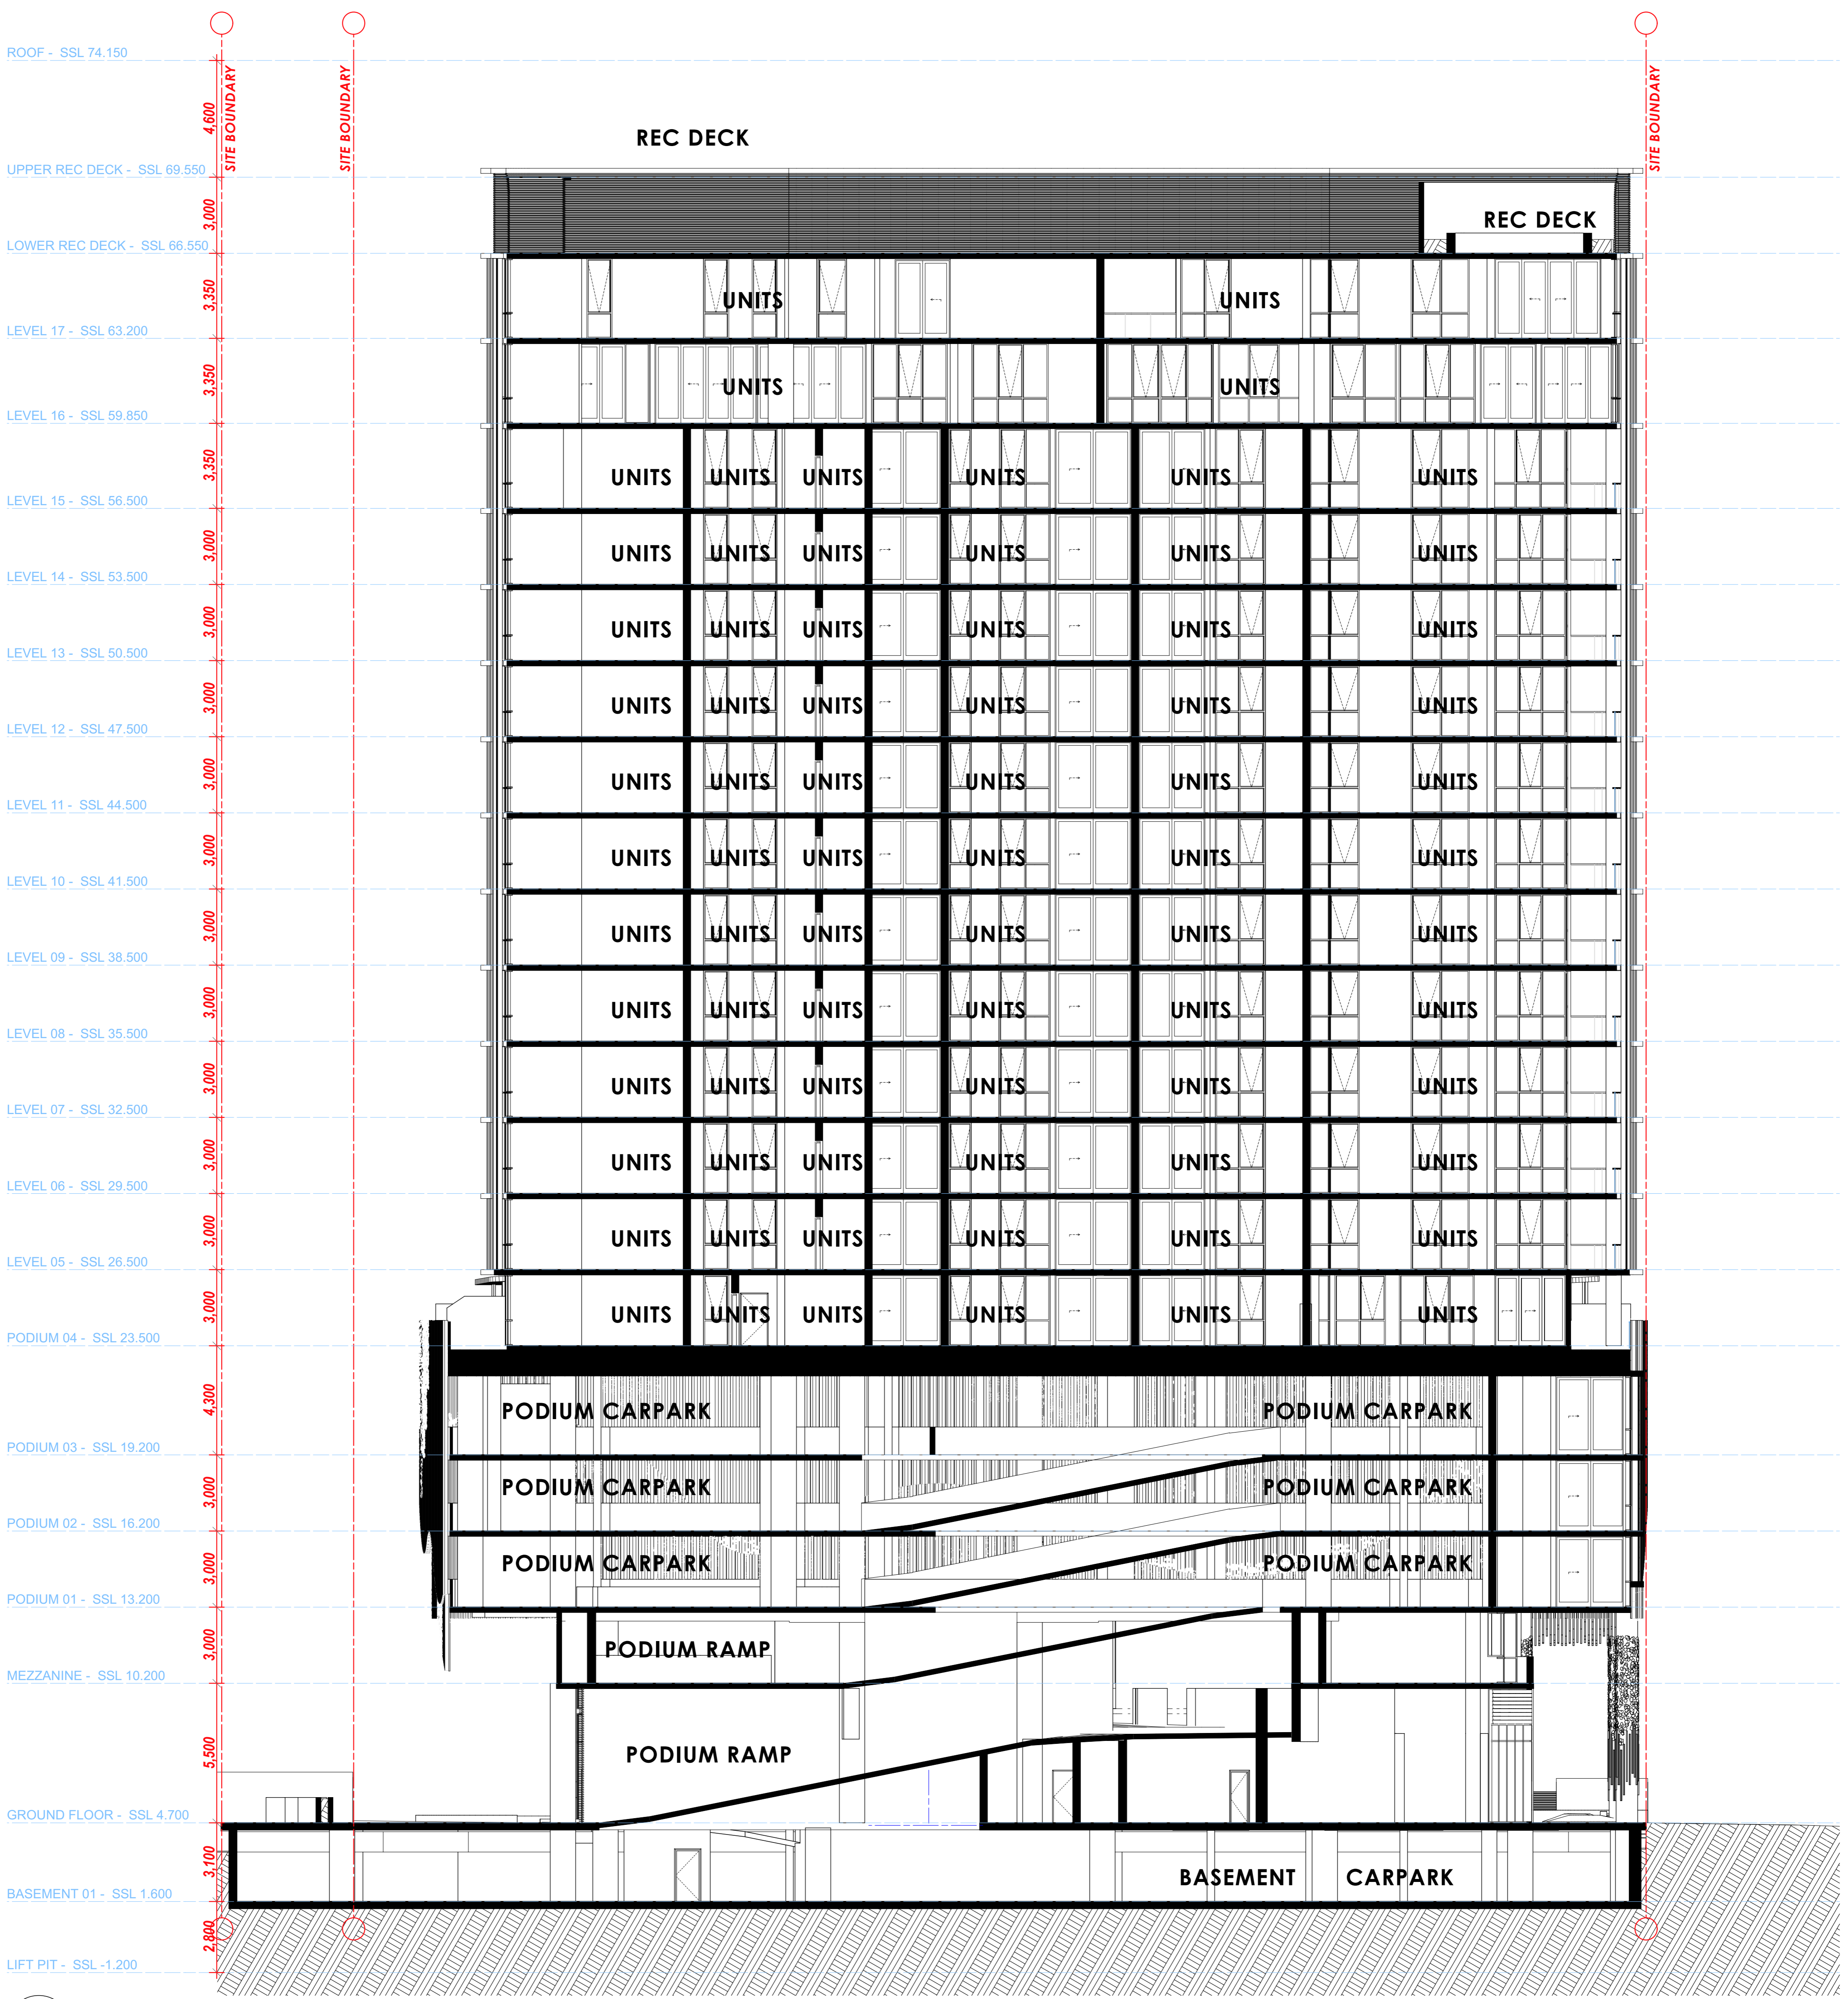 ROOF - SSL 74.150
SITE BOUNDARY
SITE BOUNDARY
SITE BOUNDARY
4,600
REC DECK
UPPER REC DECK - SSL 69.550
3,000
REC DECK
LOWER REC DECK - SSL 66.550
3,350
UNITS UNITS
LEVEL 17 - SSL 63.200
3,350
UNITS UNITS
LEVEL 16 - SSL 59.850
3,350
UNITS UNITS UNITS UNITS UNITS UNITS
LEVEL 15 - SSL 56.500
3,000
UNITS UNITS UNITS UNITS UNITS UNITS
LEVEL 14 - SSL 53.500
3,000
UNITS UNITS UNITS UNITS UNITS UNITS
LEVEL 13 - SSL 50.500
3,000
UNITS UNITS UNITS UNITS UNITS UNITS
LEVEL 12 - SSL 47.500
3,000
UNITS UNITS UNITS UNITS UNITS UNITS
LEVEL 11 - SSL 44.500
3,000
UNITS UNITS UNITS UNITS UNITS UNITS
LEVEL 10 - SSL 41.500
3,000
UNITS UNITS UNITS UNITS UNITS UNITS
LEVEL 09 - SSL 38.500
3,000
UNITS UNITS UNITS UNITS UNITS UNITS
LEVEL 08 - SSL 35.500
3,000
UNITS UNITS UNITS UNITS UNITS UNITS
LEVEL 07 - SSL 32.500
3,000
UNITS UNITS UNITS UNITS UNITS UNITS
LEVEL 06 - SSL 29.500
3,000
UNITS UNITS UNITS UNITS UNITS UNITS
LEVEL 05 - SSL 26.500
3,000
UNITS UNITS UNITS UNITS UNITS UNITS
PODIUM 04 - SSL 23.500
4,300
PODIUM CARPARK PODIUM CARPARK
PODIUM 03 - SSL 19.200
3,000
PODIUM CARPARK PODIUM CARPARK
PODIUM 02 - SSL 16.200
3,000
PODIUM CARPARK PODIUM CARPARK
PODIUM 01 - SSL 13.200
3,000
PODIUM RAMP
MEZZANINE - SSL 10.200
5,500
PODIUM RAMP
GROUND FLOOR - SSL 4.700
3,100
BASEMENT CARPARK
BASEMENT 01 - SSL 1.600
2,800
LIFT PIT - SSL -1.200